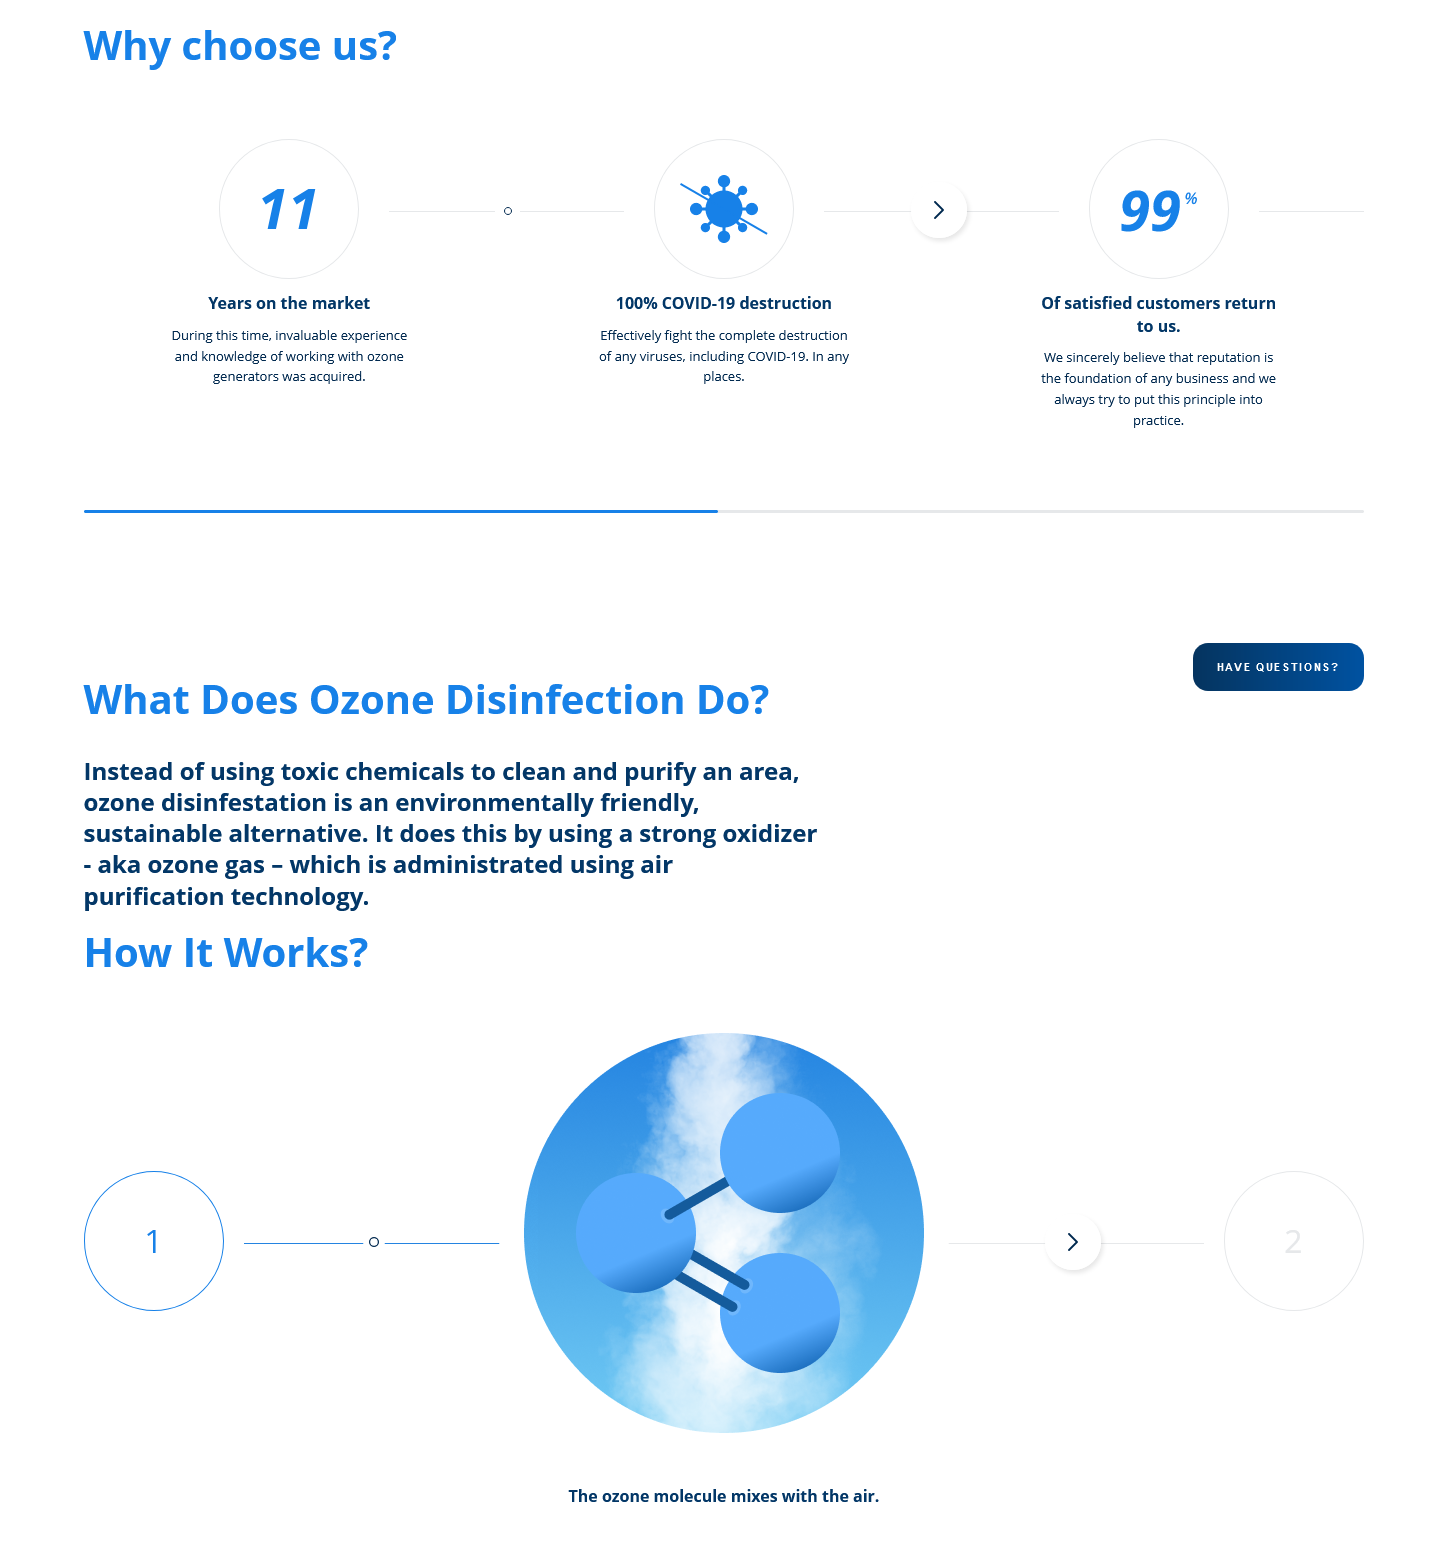 Why choose us?
11
99 %
Years on the market
100% COVID-19 destruction
Of satisfied customers return
to us.
During this time, invaluable experience
and knowledge of working with ozone
generators was acquired.
Effectively fight the complete destruction
of any viruses, including COVID-19. In any
places.
We sincerely believe that reputation is
the foundation of any business and we
always try to put this principle into
practice.
HAVE QUESTIONS?
What Does Ozone Disinfection Do?
Instead of using toxic chemicals to clean and purify an area,
ozone disinfestation is an environmentally friendly,
sustainable alternative. It does this by using a strong oxidizer
- aka ozone gas – which is administrated using air
purification technology.
How It Works?
1
2
The ozone molecule mixes with the air.